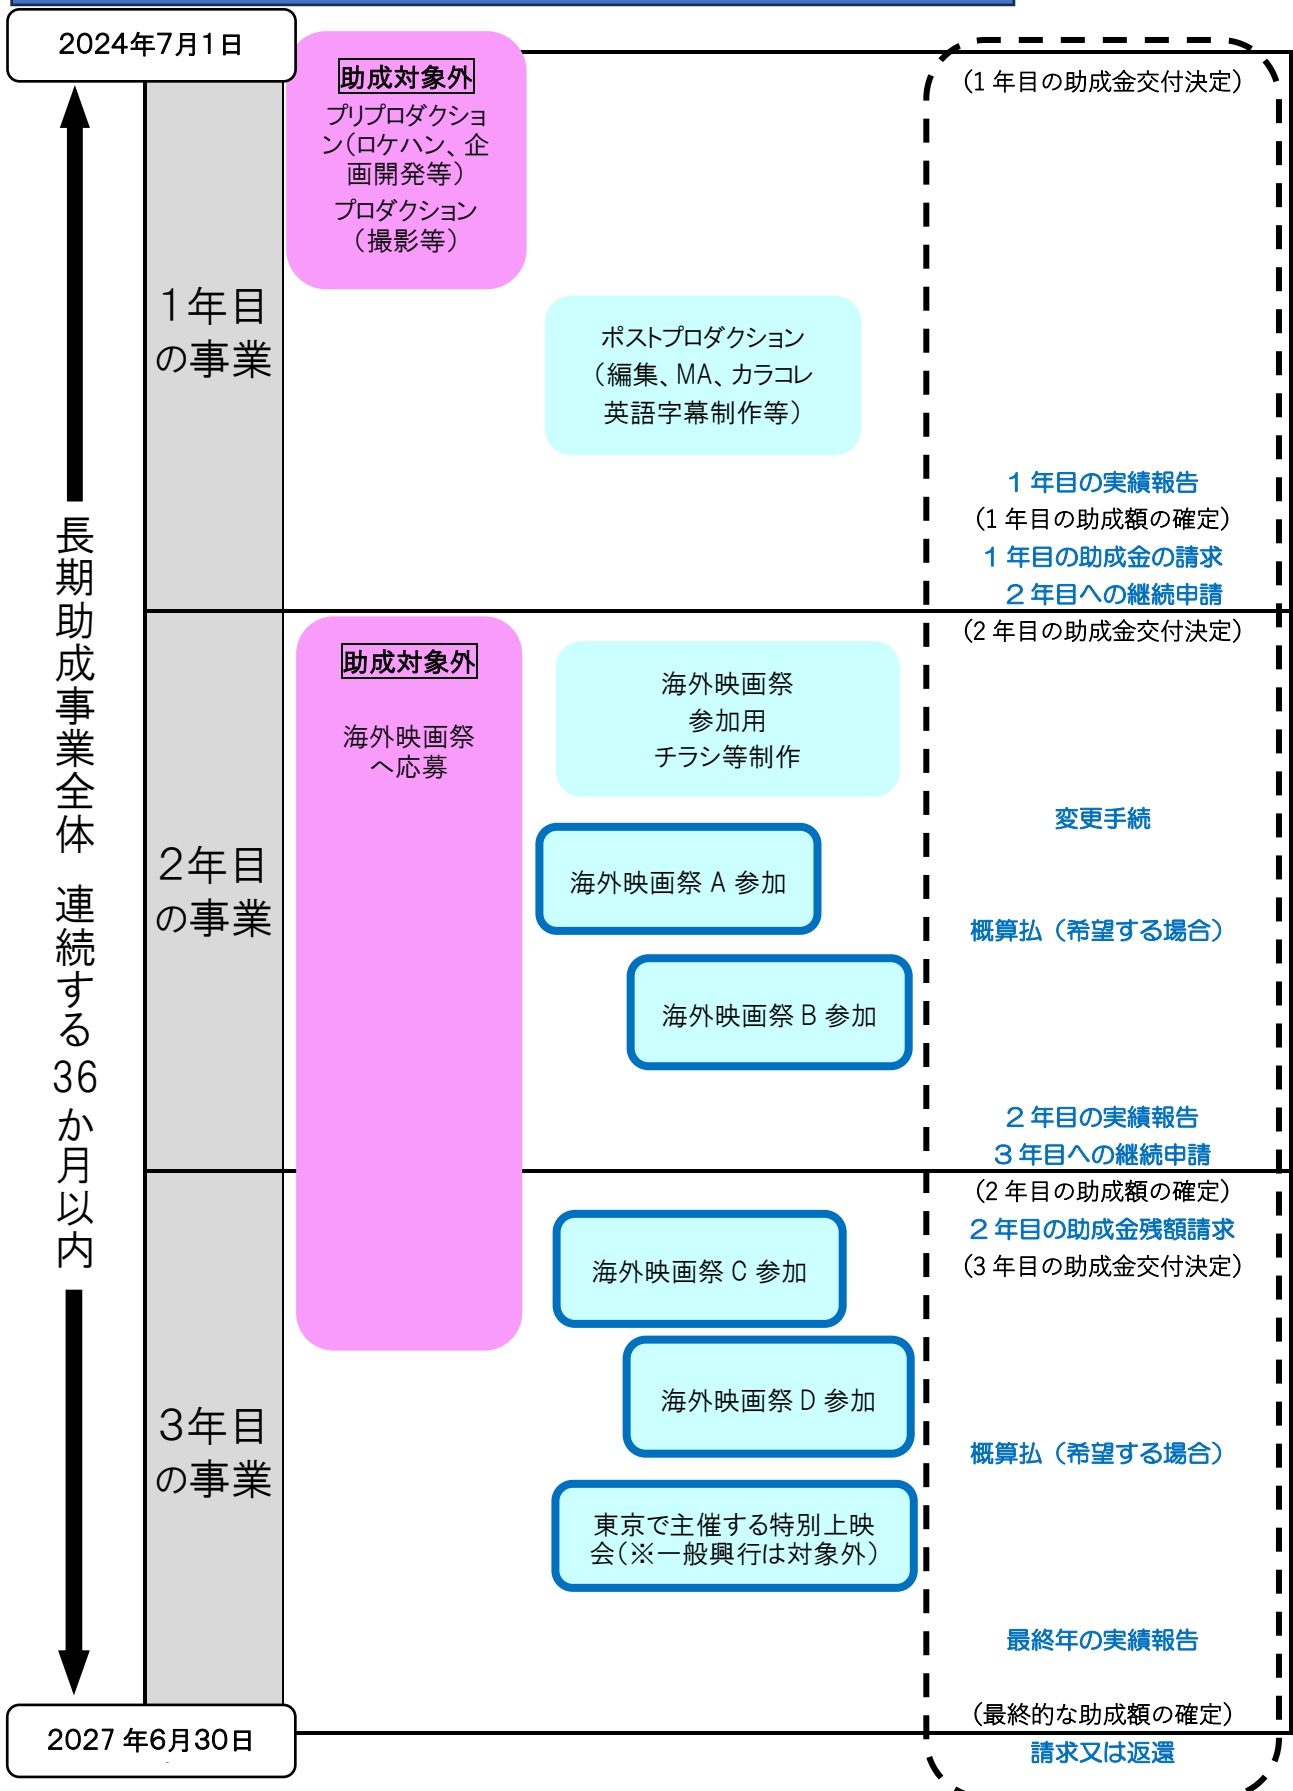 2024年7月1日
長期助成事業全体 連続する36か月以内
2027 年6月30日
1年目
の事業
助成対象外
プリプロダクショ
ン(ロケハン、企
画開発等)
プロダクション
(撮影等)
ポストプロダクション
(編集、MA、カラコレ
英語字幕制作等)
(1 年目の助成金交付決定)
1 年目の実績報告
(1 年目の助成額の確定)
1 年目の助成金の請求
2 年目への継続申請
2年目
の事業
助成対象外
海外映画祭
へ応募
海外映画祭
参加用
チラシ等制作
海外映画祭 A 参加
海外映画祭 B 参加
(2 年目の助成金交付決定)
変更手続
概算払（希望する場合）
2 年目の実績報告
3 年目への継続申請
3年目
の事業
海外映画祭 C 参加
海外映画祭 D 参加
東京で主催する特別上映
会(※一般興行は対象外)
(2 年目の助成額の確定)
2 年目の助成金残額請求
(3 年目の助成金交付決定)
概算払（希望する場合）
最終年の実績報告
(最終的な助成額の確定)
請求又は返還